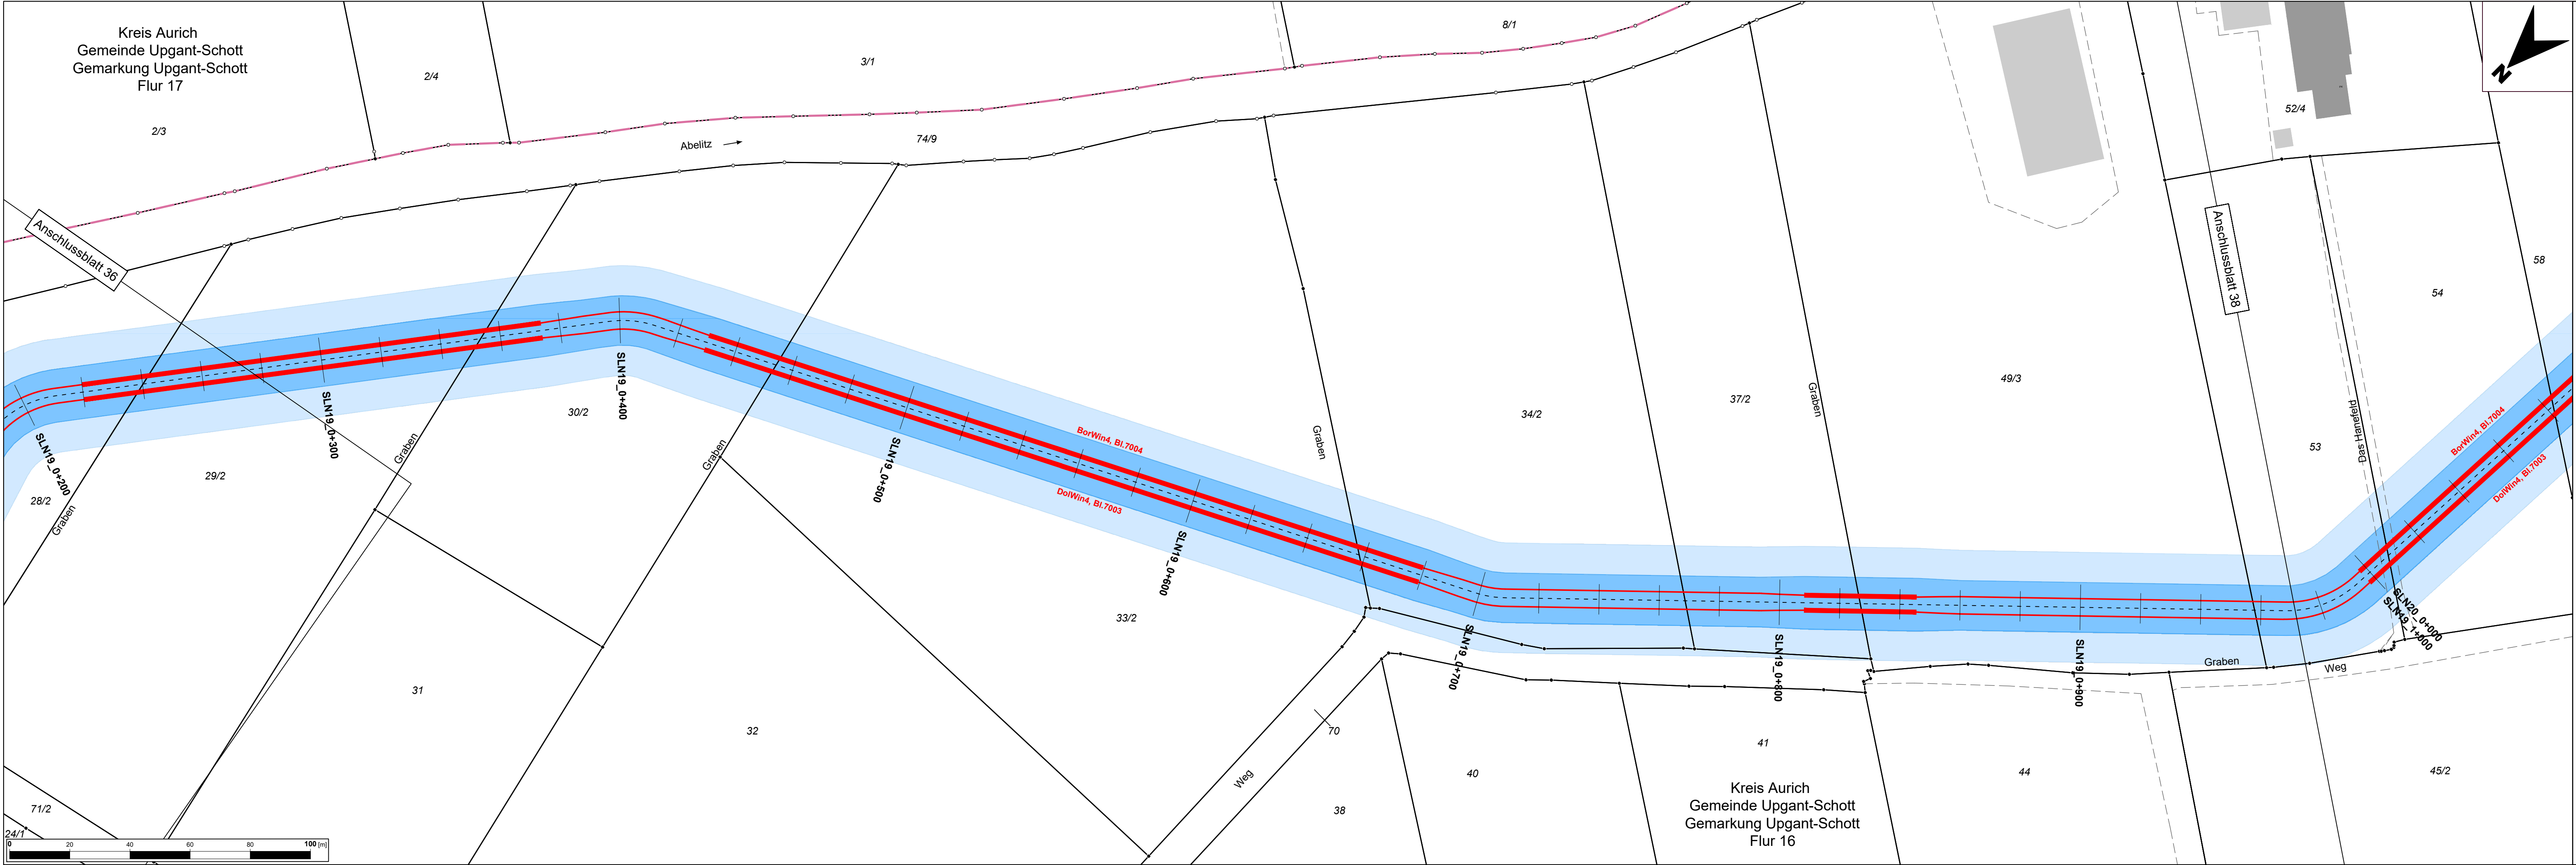 Kreis Aurich
Gemeinde Upgant-Schott
Gemarkung Upgant-Schott
Flur 17
2/3
2/4
3/1
8/1
74/9
Abelitz
52/4
N
Anschlussblatt 36
Anschlussblatt 38
58
54
53
Das Hanefeld
49/3
37/2
34/2
Graben
Graben
30/2
29/2
28/2
Graben
Graben
Graben
SLN19_0+200
SLN19_0+300
SLN19_0+400
SLN19_0+500
SLN19_0+600
SLN19_0+700
SLN19_0+800
SLN19_0+900
SLN20_0+000
SLN19_1+000
BorWin4, Bl.7004
DolWin4, Bl.7003
BorWin4, Bl.7004
DolWin4, Bl.7003
33/2
31
32
70
Weg
38
40
41
44
45/2
Graben
Weg
Kreis Aurich
Gemeinde Upgant-Schott
Gemarkung Upgant-Schott
Flur 16
71/2
24/1
0 20 40 60 80 100 [m]